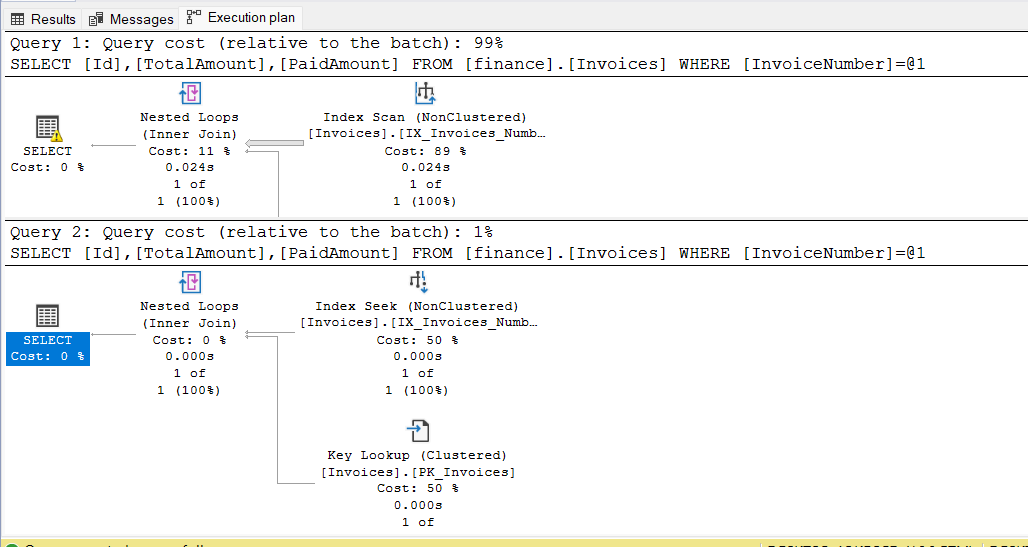 Results Messages Execution plan
Query 1: Query cost (relative to the batch): 99%
SELECT [Id],[TotalAmount],[PaidAmount] FROM [finance].[Invoices] WHERE [InvoiceNumber]=@1
SELECT
Cost: 0 %
Nested Loops
(Inner Join)
Cost: 11 %
0.024s
1 of
1 (100%)
Index Scan (NonClustered)
[Invoices].[IX_Invoices_Numb…
Cost: 89 %
0.024s
1 of
1 (100%)
Query 2: Query cost (relative to the batch): 1%
SELECT [Id],[TotalAmount],[PaidAmount] FROM [finance].[Invoices] WHERE [InvoiceNumber]=@1
SELECT
Cost: 0 %
Nested Loops
(Inner Join)
Cost: 0 %
0.000s
1 of
1 (100%)
Index Seek (NonClustered)
[Invoices].[IX_Invoices_Numb…
Cost: 50 %
0.000s
1 of
1 (100%)
Key Lookup (Clustered)
[Invoices].[PK_Invoices]
Cost: 50 %
0.000s
1 of